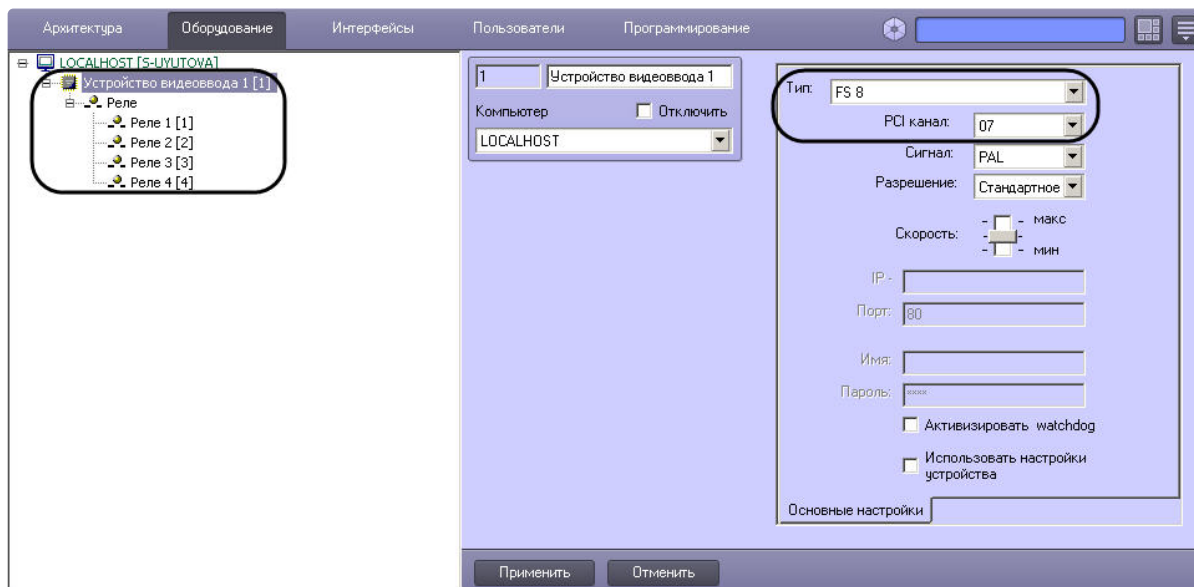 Архитектура Оборудование Интерфейсы Пользователи Программирование
LOCALHOST [S-UYUTOVA]
Устройство видеоввода 1 [1]
Реле
Реле 1 [1]
Реле 2 [2]
Реле 3 [3]
Реле 4 [4]
1 Устройство видеоввода 1
Компьютер Отключить
LOCALHOST
Тип: FS 8
PCI канал: 07
Сигнал: PAL
Разрешение: Стандартное
Скорость: макс
мин
IP -
Порт: 80
Имя:
Пароль: ****
Активизировать watchdog
Использовать настройки
устройства
Основные настройки
Применить Отменить